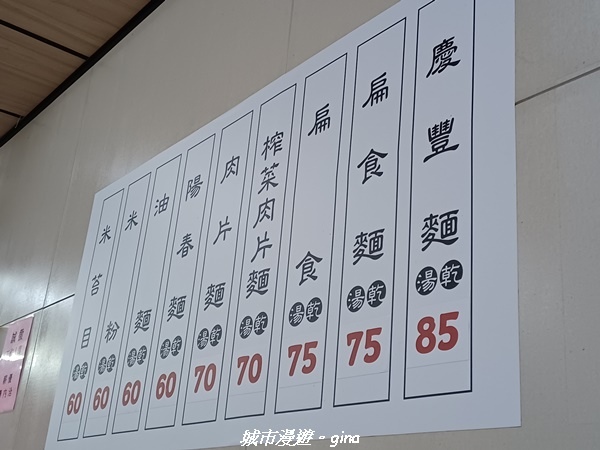 慶豐麵
湯乾
85
扁食麵
湯乾
75
扁食
湯乾
75
榨菜肉片麵
湯乾
70
肉片麵
湯乾
70
陽春麵
湯乾
60
油麵
湯乾
60
米粉
湯乾
60
米苔目
湯乾
60
城市漫遊。gina